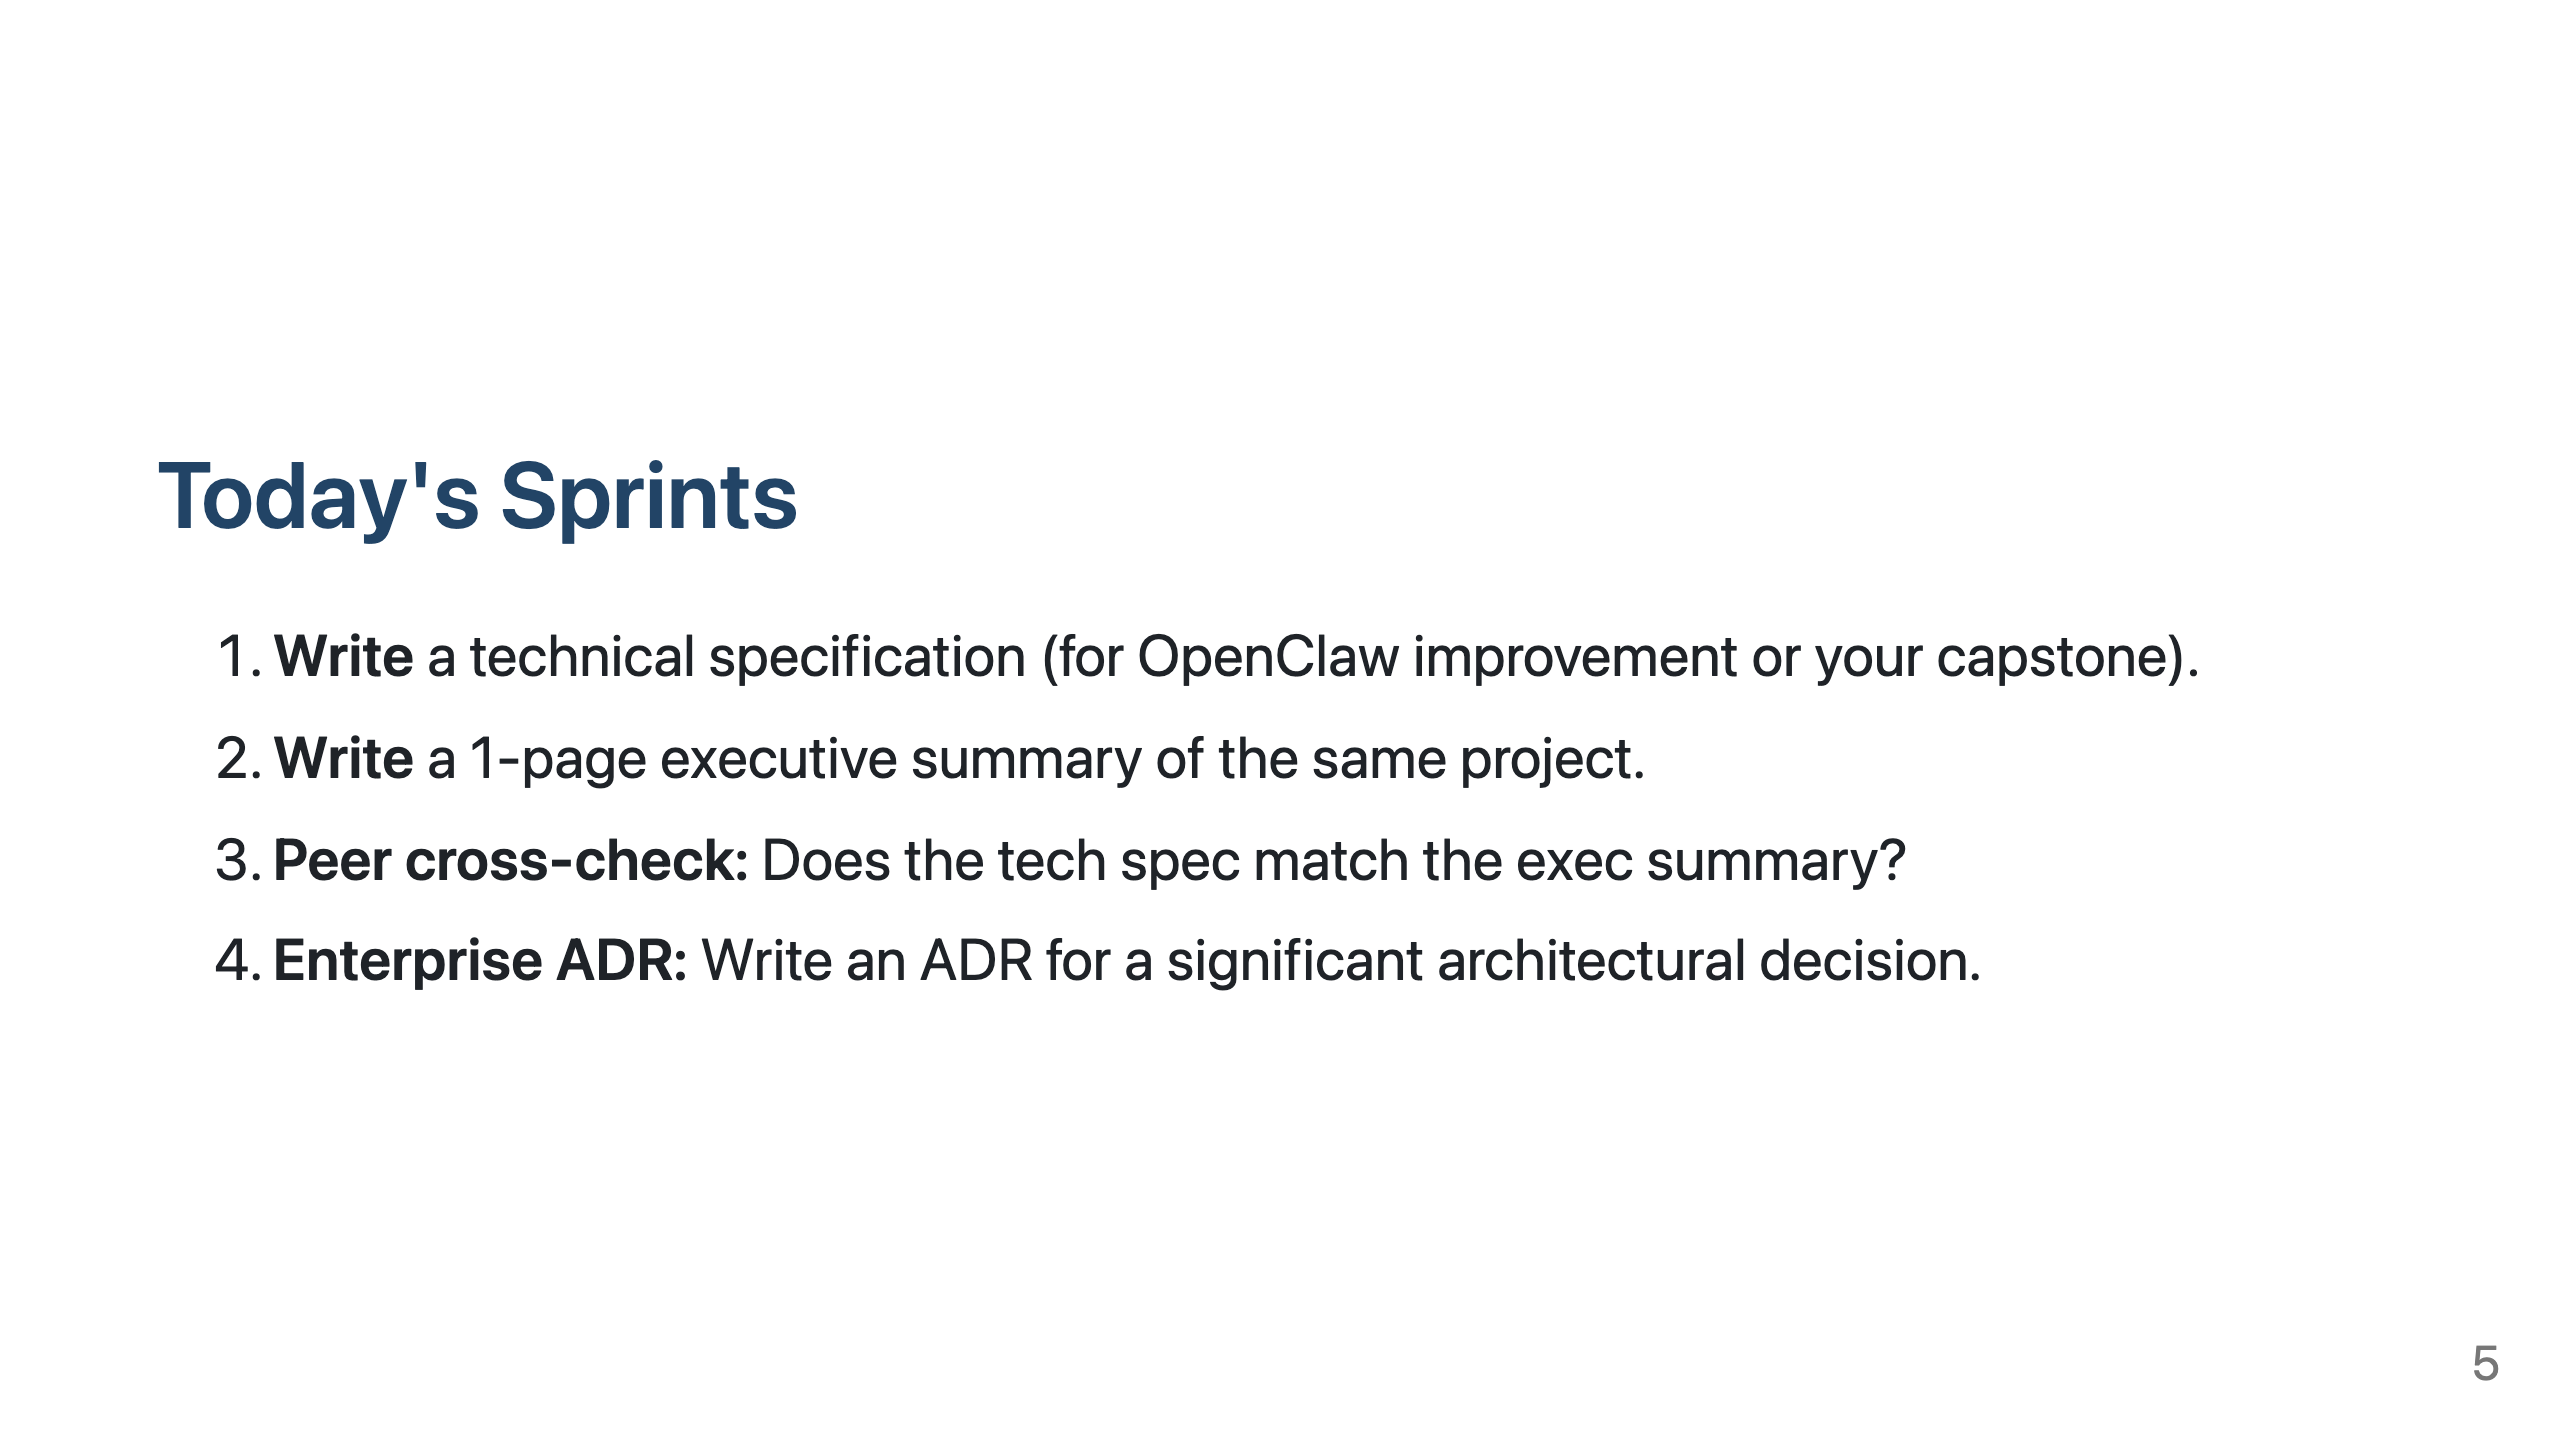 Today's Sprints
1. Write a technical specification (for OpenClaw improvement or your capstone).
2. Write a 1-page executive summary of the same project.
3. Peer cross-check: Does the tech spec match the exec summary?
4. Enterprise ADR: Write an ADR for a significant architectural decision.
5